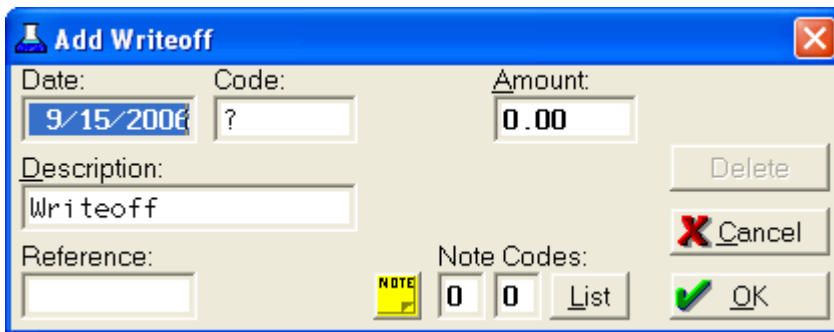 Add Writeoff
Date: Code: Amount:
9/15/2006 ? 0.00
Description: Delete
Writeoff
Cancel
Reference: Note Codes:
NOTE 0 0 List OK